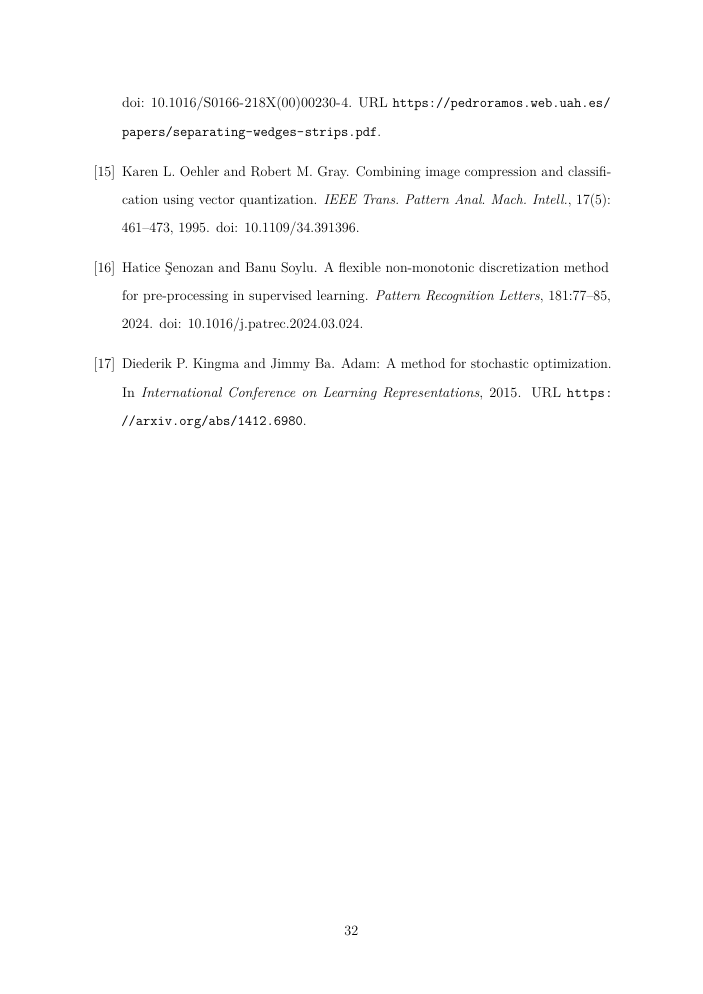 doi: 10.1016/S0166-218X(00)00230-4. URL https://pedroramos.web.uah.es/
papers/separating-wedges-strips.pdf.
[15] Karen L. Oehler and Robert M. Gray. Combining image compression and classifi-
cation using vector quantization. IEEE Trans. Pattern Anal. Mach. Intell., 17(5):
461–473, 1995. doi: 10.1109/34.391396.
[16] Hatice Şenozan and Banu Soylu. A flexible non-monotonic discretization method
for pre-processing in supervised learning. Pattern Recognition Letters, 181:77–85,
2024. doi: 10.1016/j.patrec.2024.03.024.
[17] Diederik P. Kingma and Jimmy Ba. Adam: A method for stochastic optimization.
In International Conference on Learning Representations, 2015. URL https:
//arxiv.org/abs/1412.6980.
32